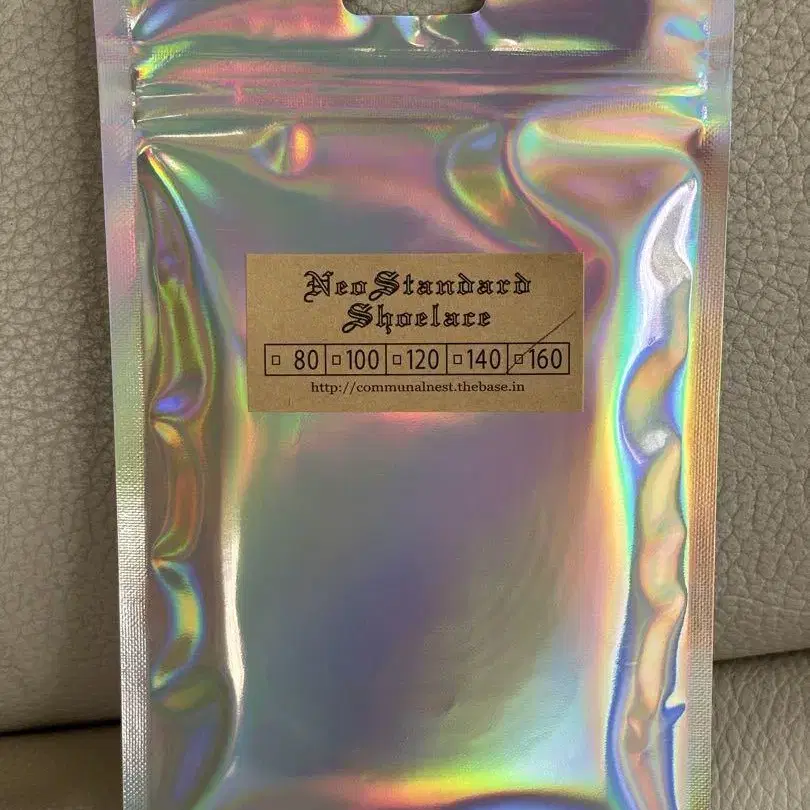 NeoStandard
Shoelace
80 100 120 140 160
http://communalnest.thebase.in